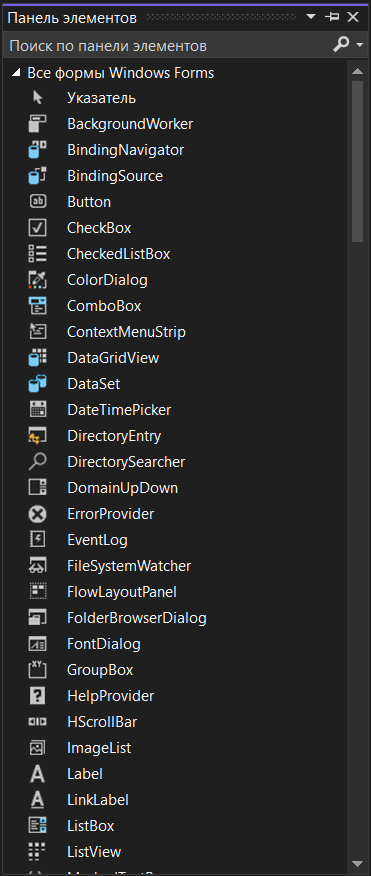 Панель элементов
Поиск по панели элементов
Все формы Windows Forms
Указатель
BackgroundWorker
BindingNavigator
BindingSource
Button
CheckBox
CheckedListBox
ColorDialog
ComboBox
ContextMenuStrip
DataGridView
DataSet
DateTimePicker
DirectoryEntry
DirectorySearcher
DomainUpDown
ErrorProvider
EventLog
FileSystemWatcher
FlowLayoutPanel
FolderBrowserDialog
FontDialog
GroupBox
HelpProvider
HScrollBar
ImageList
Label
LinkLabel
ListBox
ListView